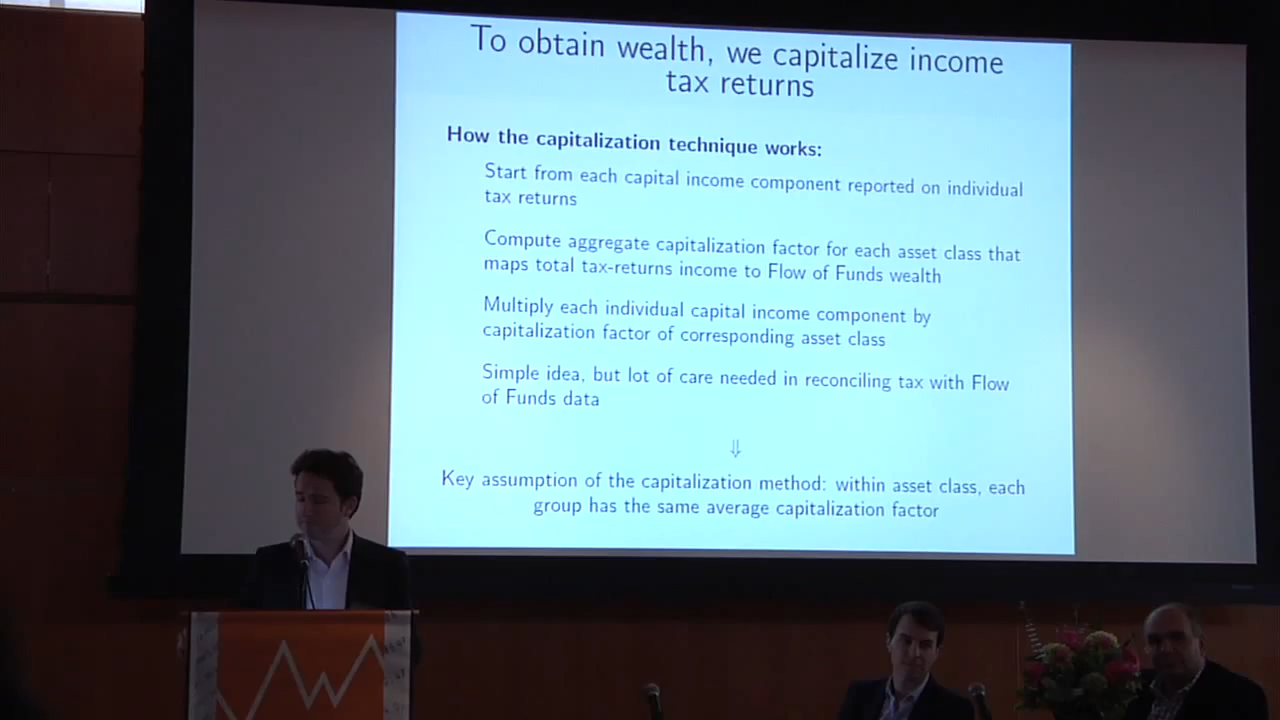 To obtain wealth, we capitalize income
tax returns
How the capitalization technique works:
Start from each capital income component reported on individual
tax returns
Compute aggregate capitalization factor for each asset class that
maps total tax-returns income to Flow of Funds wealth
Multiply each individual capital income component by
capitalization factor of corresponding asset class
Simple idea, but lot of care needed in reconciling tax with Flow
of Funds data
⇓
Key assumption of the capitalization method: within asset class, each
group has the same average capitalization factor